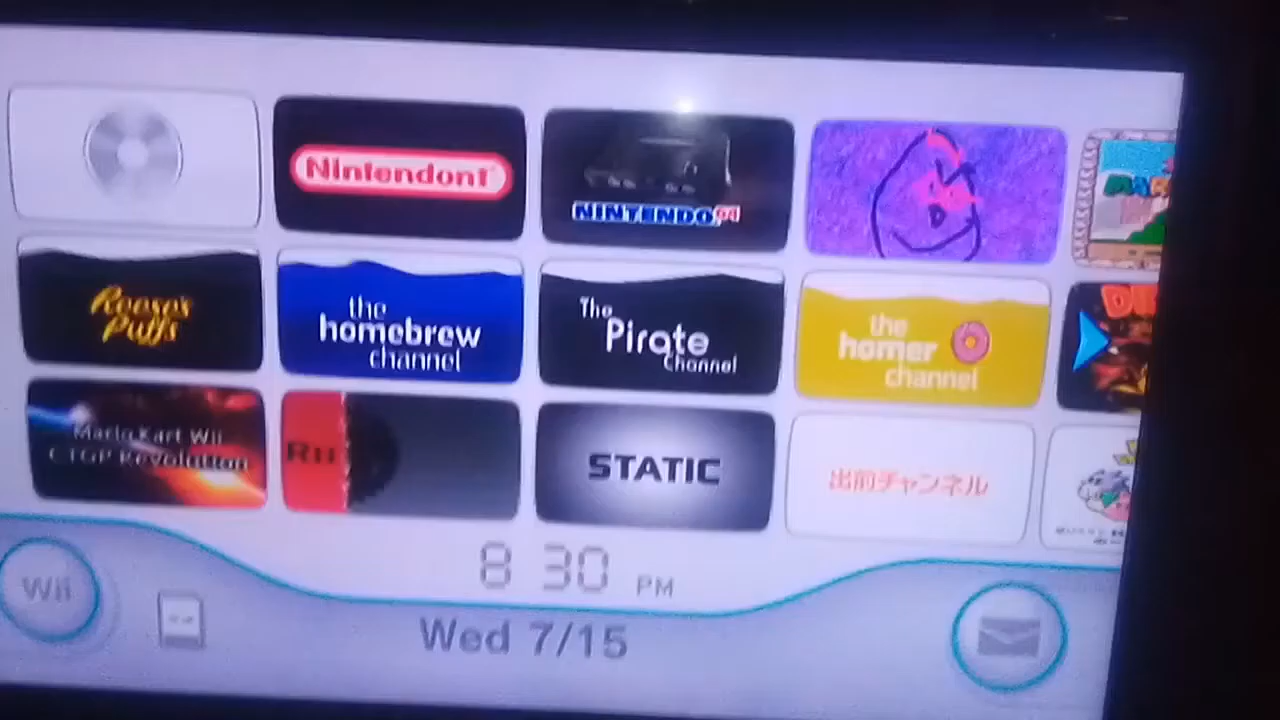 Nintendont
NINTENDO 64
Reese's
Puffs
the
homebrew
channel
The
Pirate
Channel
the
homer
channel
Mario Kart Wii
CTGP Revolution
Rii
STATIC
出前チャンネル
8 30 PM
Wii
Wed 7/15